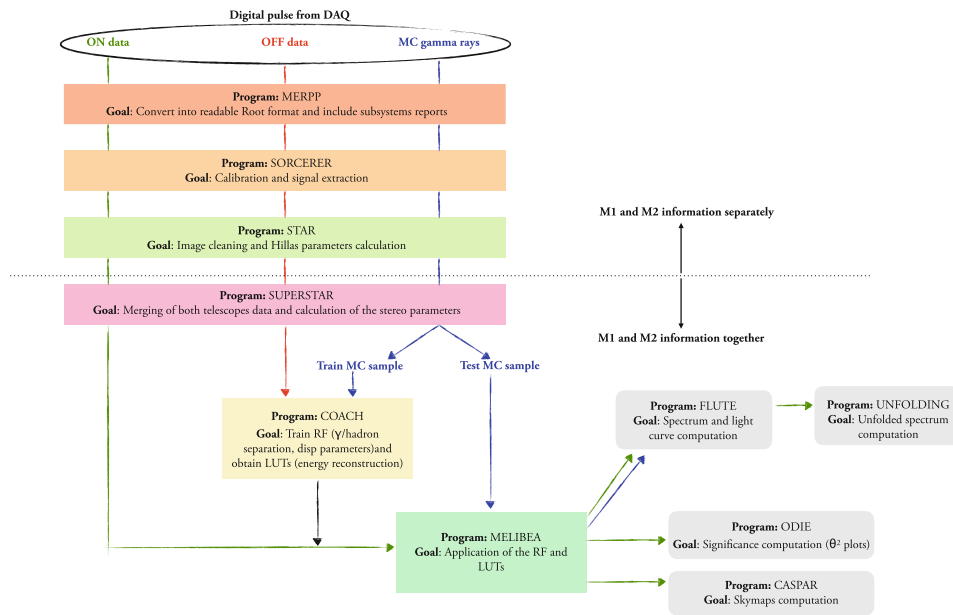 Digital pulse from DAQ
ON data
OFF data
MC gamma rays
Program: MERPP
Goal: Convert into readable Root format and include subsystems reports
Program: SORCERER
Goal: Calibration and signal extraction
Program: STAR
Goal: Image cleaning and Hillas parameters calculation
M1 and M2 information separately
Program: SUPERSTAR
Goal: Merging of both telescopes data and calculation of the stereo parameters
M1 and M2 information together
Train MC sample
Test MC sample
Program: COACH
Goal: Train RF (γ/hadron
separation, disp parameters)and
obtain LUTs (energy reconstruction)
Program: FLUTE
Goal: Spectrum and light
curve computation
Program: UNFOLDING
Goal: Unfolded spectrum
computation
Program: MELIBEA
Goal: Application of the RF and
LUTs
Program: ODIE
Goal: Significance computation (θ² plots)
Program: CASPAR
Goal: Skymaps computation